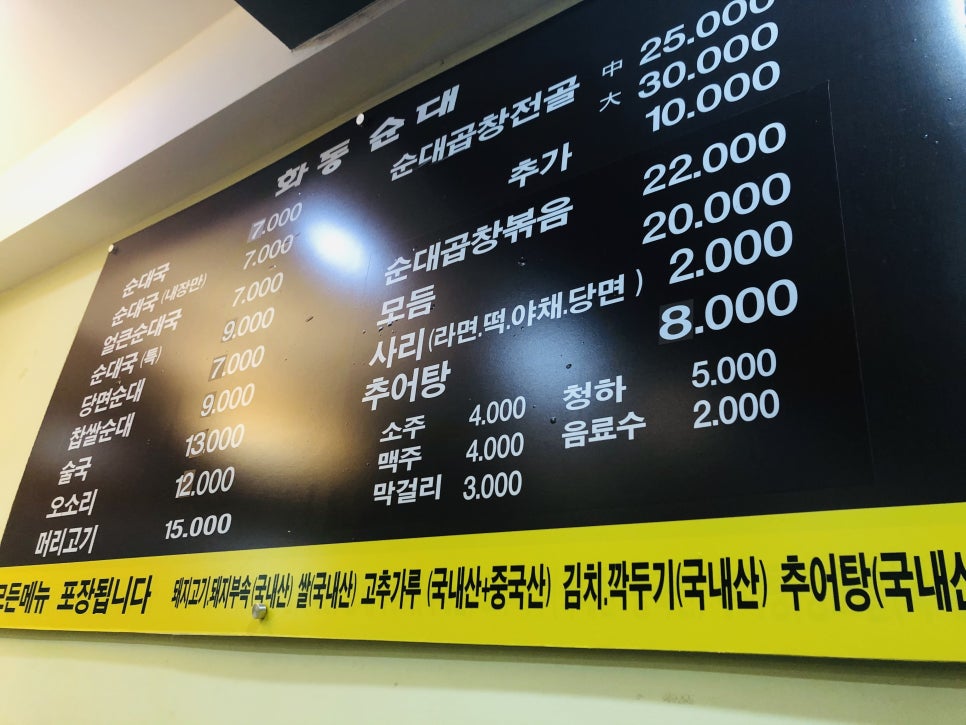 화동순대
순대국 7.000
순대국 (내장만) 7.000
얼큰순대국 7.000
순대국 (특) 9.000
당면순대 7.000
찹쌀순대 9.000
술국 13.000
오소리 12.000
머리고기 15.000
순대곱창전골 中 25.000
大 30.000
추가 10.000
순대곱창볶음 22.000
모듬 20.000
사리(라면.떡.야채.당면) 2.000
추어탕 8.000
소주 4.000 청하 5.000
맥주 4.000 음료수 2.000
막걸리 3.000
모든메뉴 포장됩니다 돼지고기.돼지부속(국내산) 쌀(국내산) 고추가루 (국내산+중국산) 김치.깍두기(국내산) 추어탕(국내산